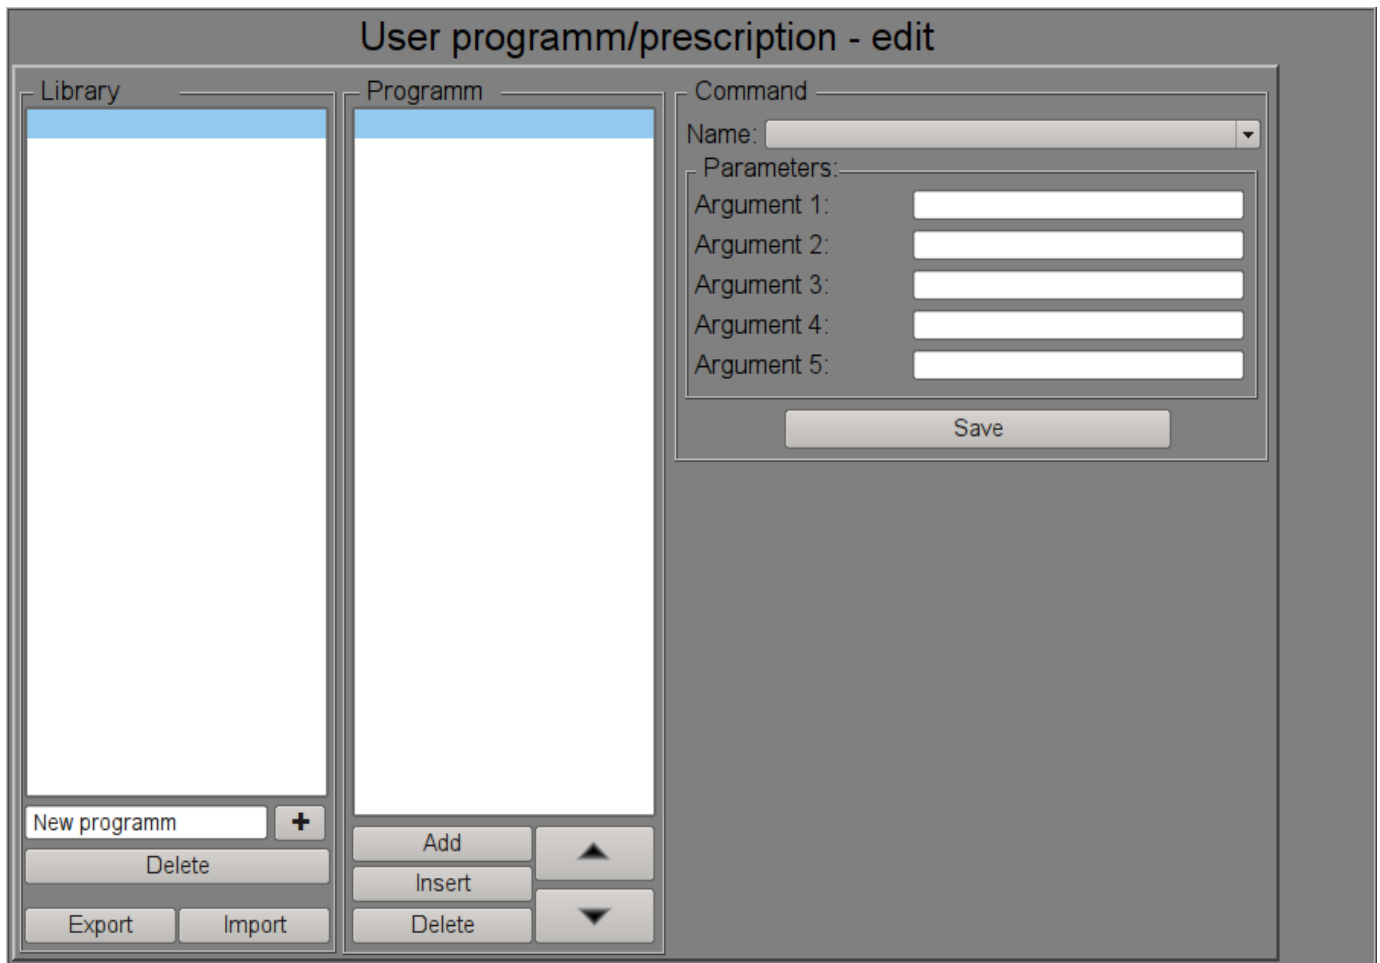 User programm/prescription - edit
Library
New programm
+
Delete
Export
Import
Programm
Add
Insert
Delete
Command
Name:
Parameters:
Argument 1:
Argument 2:
Argument 3:
Argument 4:
Argument 5:
Save